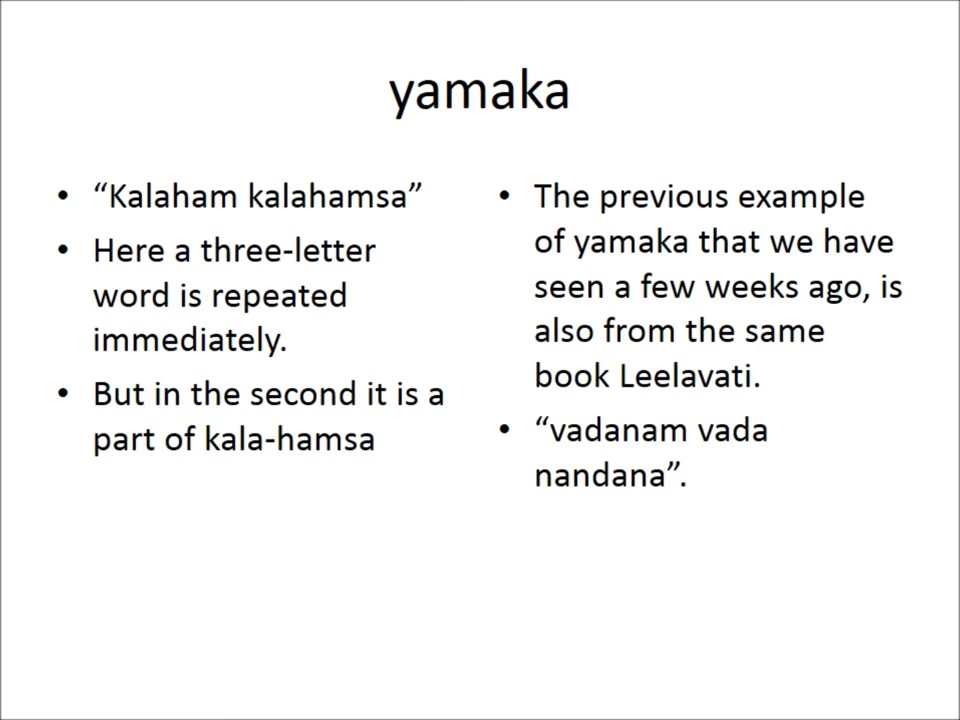 yamaka
• “Kalaham kalahamsa”
• Here a three-letter
word is repeated
immediately.
• But in the second it is a
part of kala-hamsa
• The previous example
of yamaka that we have
seen a few weeks ago, is
also from the same
book Leelavati.
• “vadanam vada
nandana”.